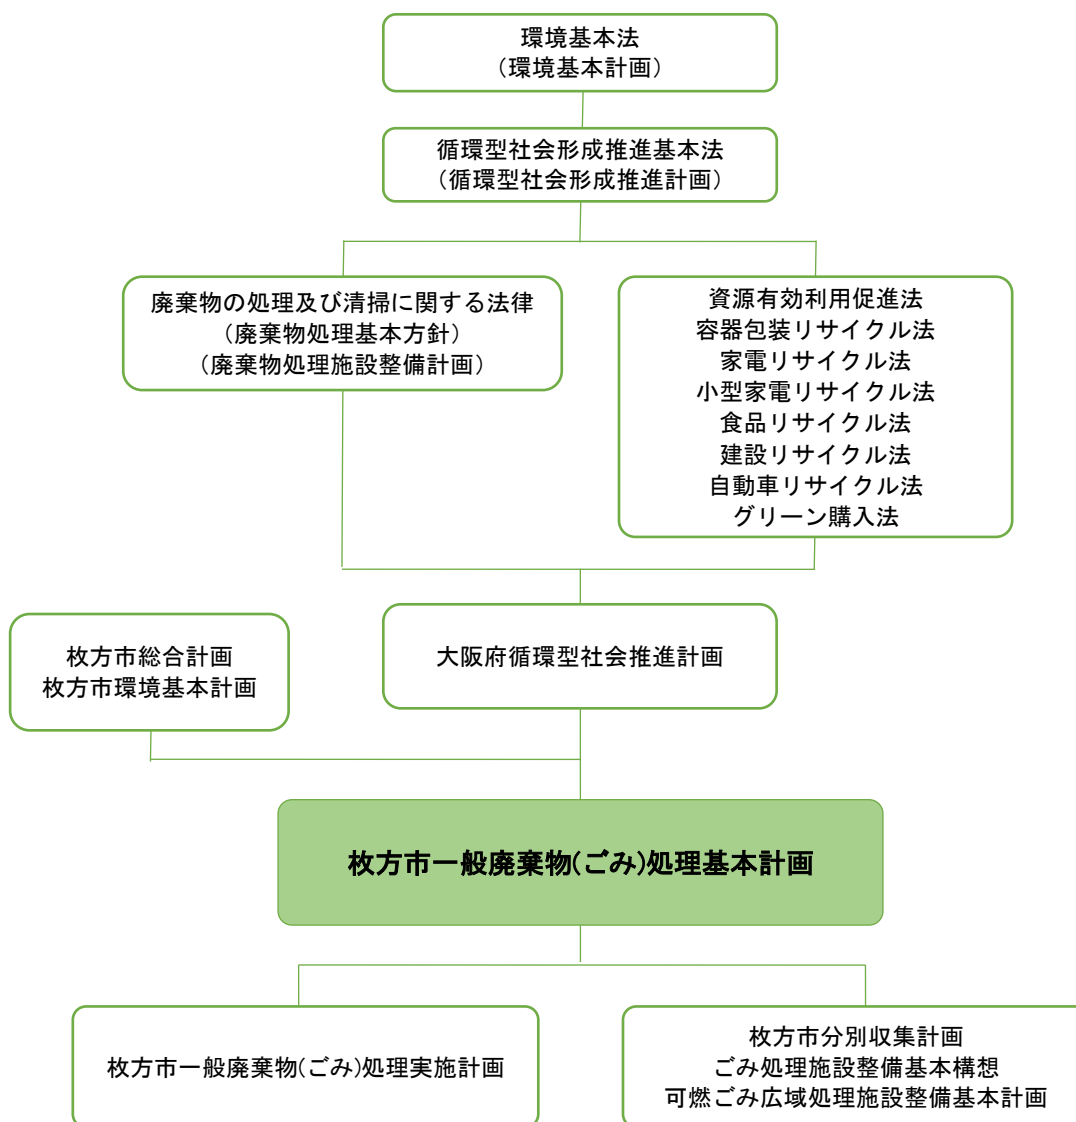 環境基本法
（環境基本計画）
循環型社会形成推進基本法
（循環型社会形成推進計画）
廃棄物の処理及び清掃に関する法律
（廃棄物処理基本方針）
（廃棄物処理施設整備計画）
資源有効利用促進法
容器包装リサイクル法
家電リサイクル法
小型家電リサイクル法
食品リサイクル法
建設リサイクル法
自動車リサイクル法
グリーン購入法
枚方市総合計画
枚方市環境基本計画
大阪府循環型社会推進計画
枚方市一般廃棄物(ごみ)処理基本計画
枚方市一般廃棄物(ごみ)処理実施計画
枚方市分別収集計画
ごみ処理施設整備基本構想
可燃ごみ広域処理施設整備基本計画